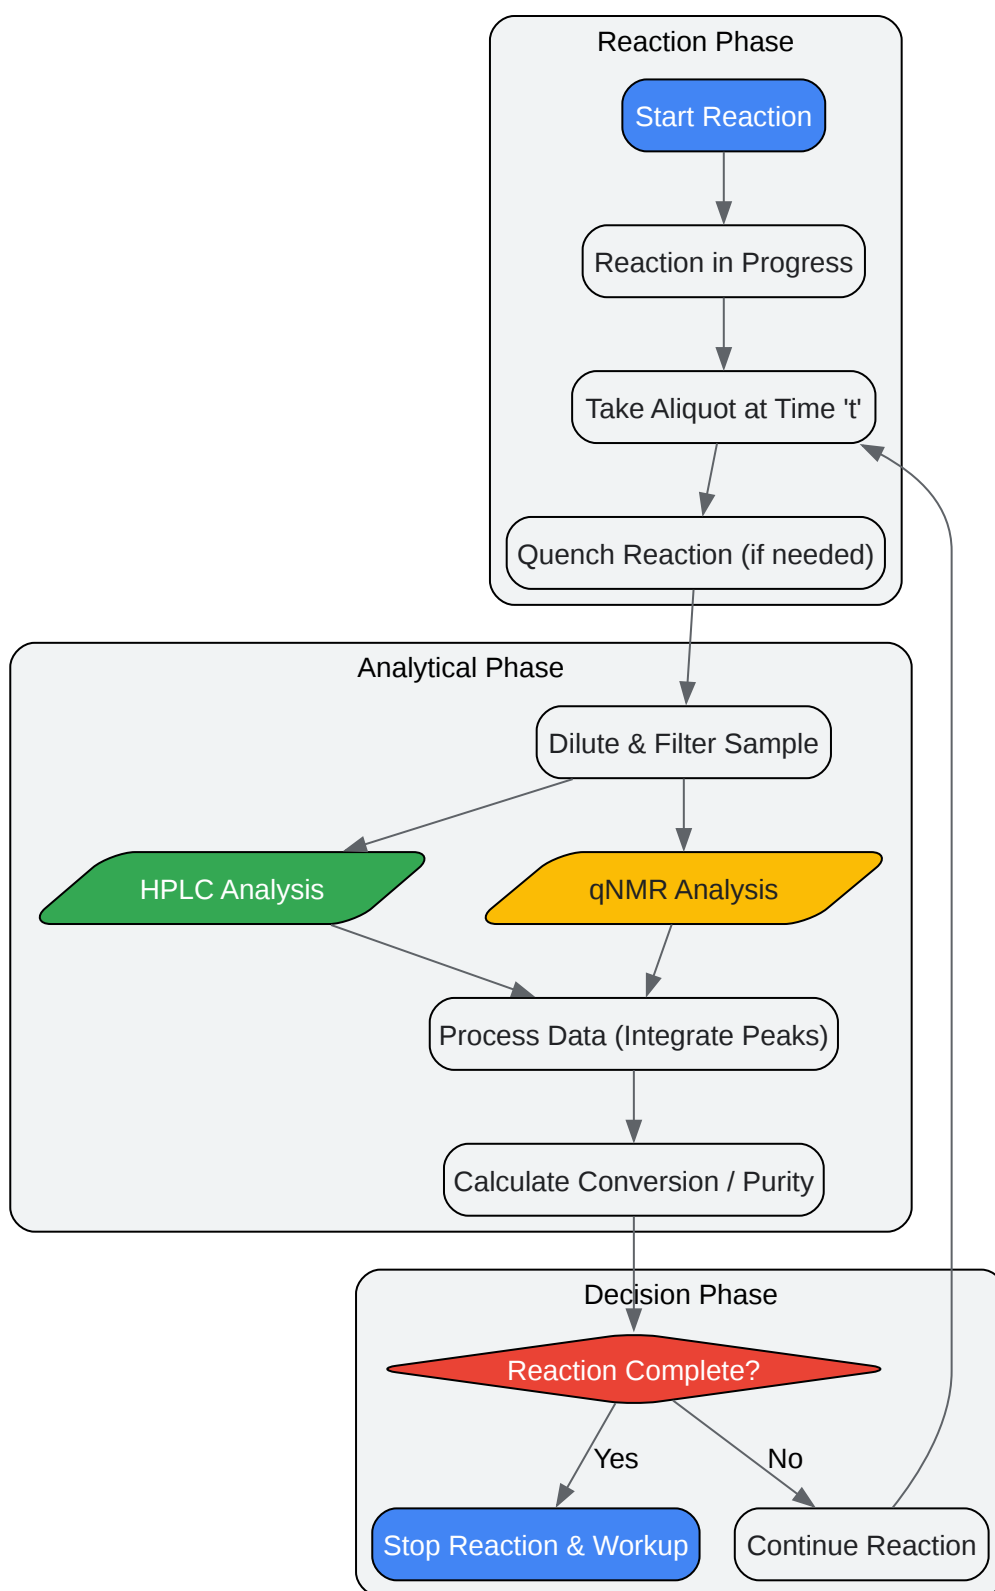 Reaction Phase
Start Reaction
Reaction in Progress
Take Aliquot at Time 't'
Quench Reaction (if needed)
Analytical Phase
Dilute & Filter Sample
HPLC Analysis
qNMR Analysis
Process Data (Integrate Peaks)
Calculate Conversion / Purity
Decision Phase
Reaction Complete?
Yes
No
Stop Reaction & Workup
Continue Reaction